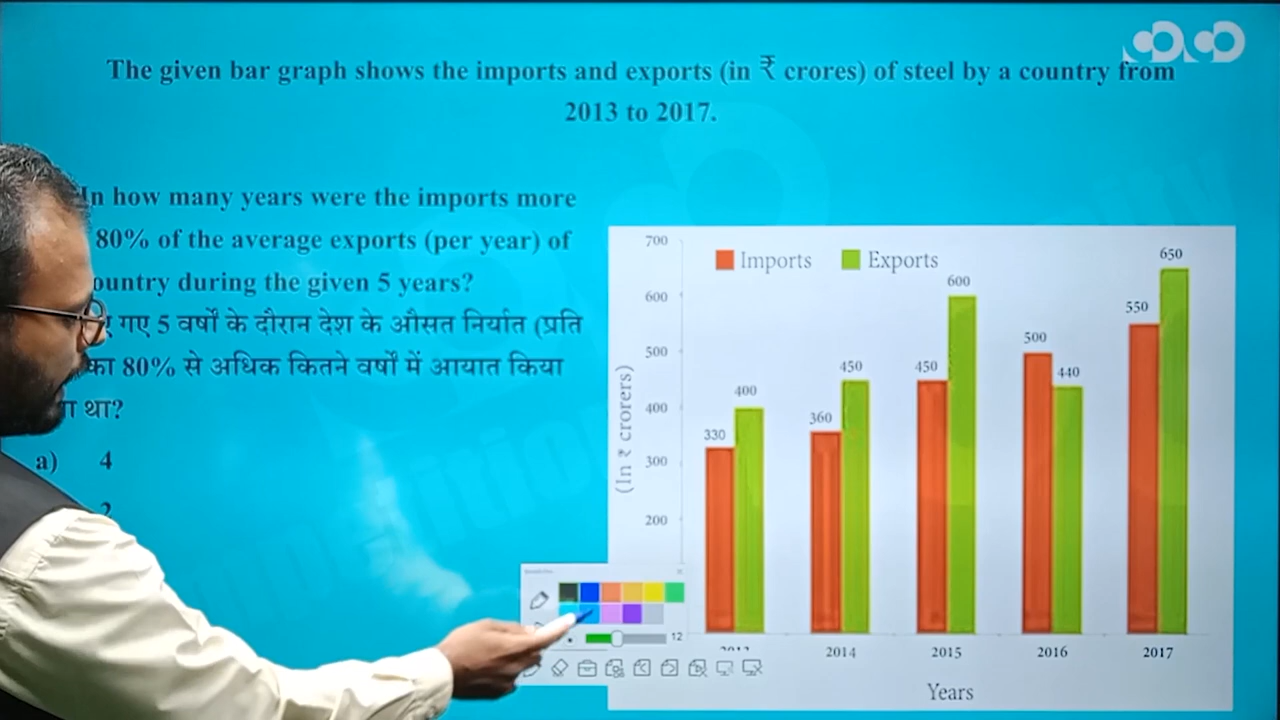 The given bar graph shows the imports and exports (in ₹ crores) of steel by a country from
2013 to 2017.
In how many years were the imports more
80% of the average exports (per year) of
ountry during the given 5 years?
गए 5 वर्षों के दौरान देश के औसत निर्यात (प्रति
का 80% से अधिक कितने वर्षों में आयात किया
था?
a) 4
2
700
600
500
400
300
200
(In ₹ crorers)
Imports Exports
330
400
360
450
450
600
500
440
550
650
2014 2015 2016 2017
Years
12